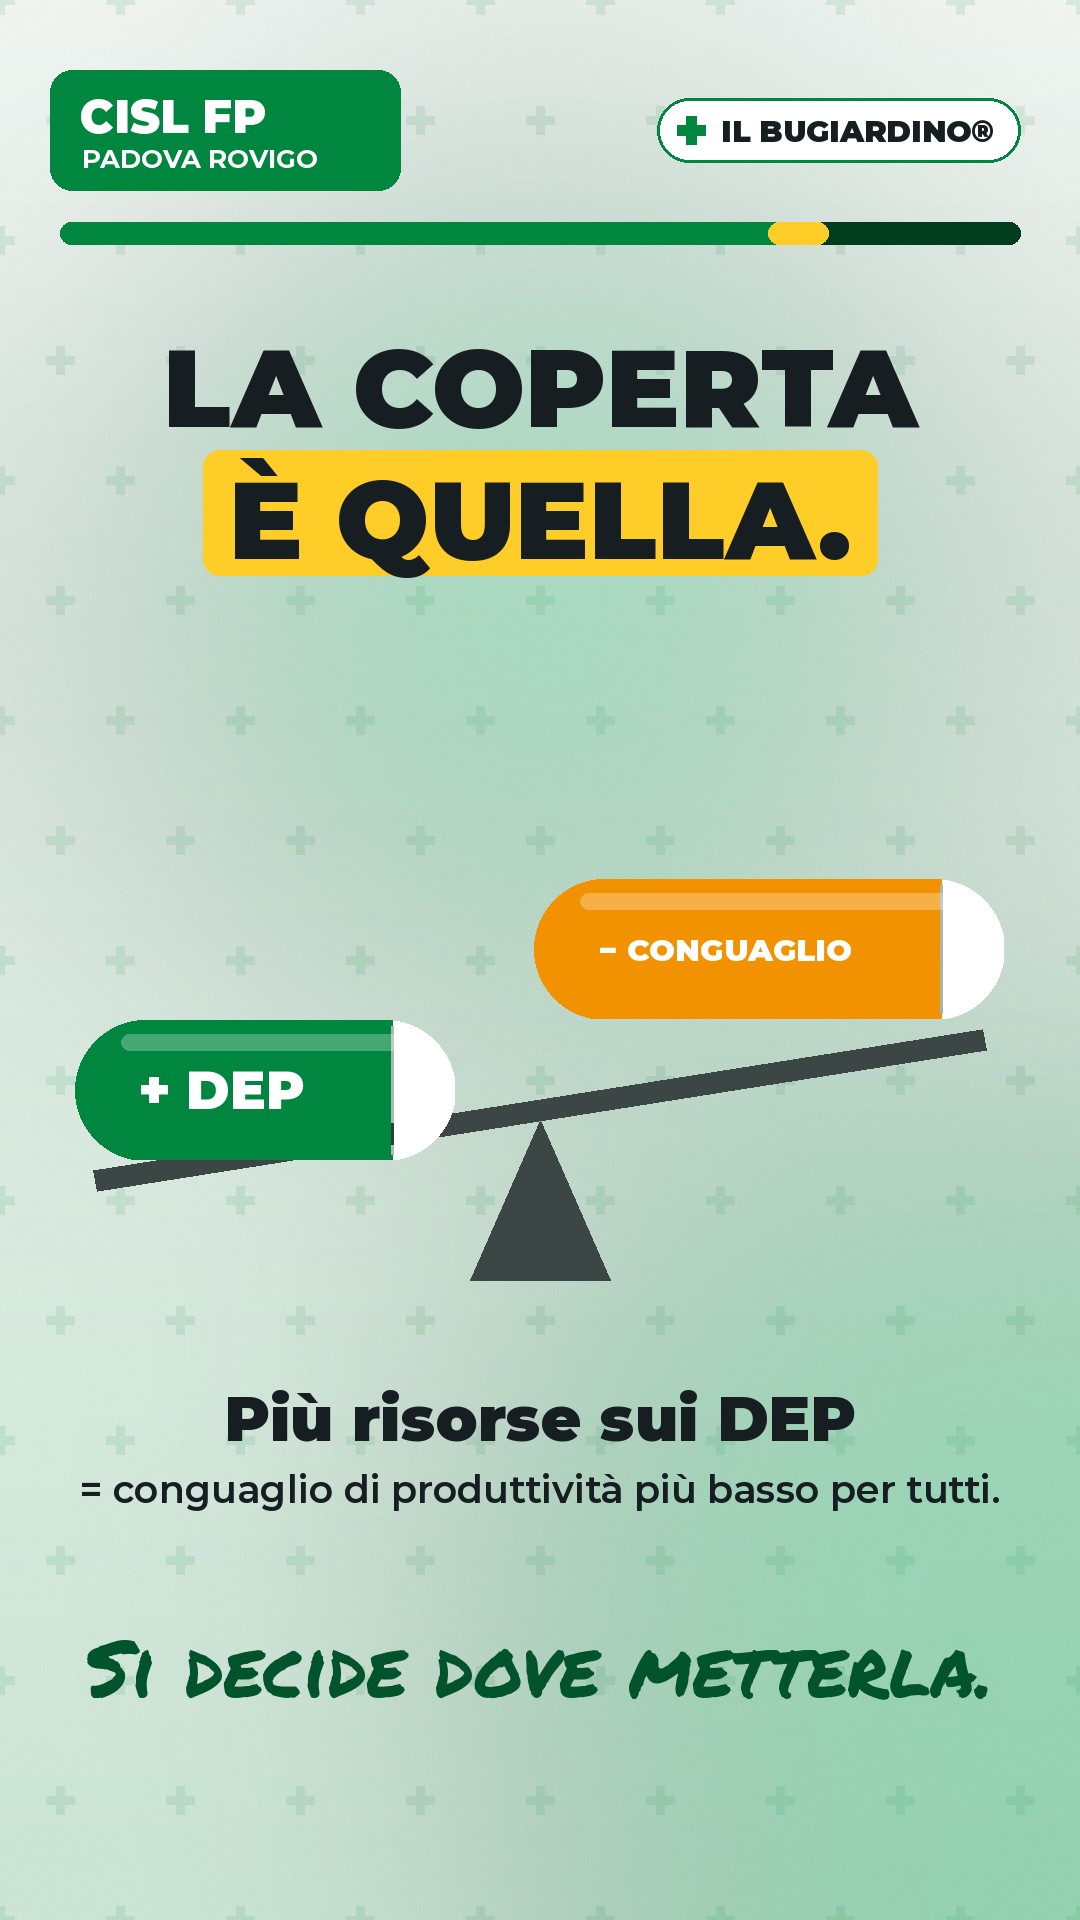 CISL FP
PADOVA ROVIGO
IL BUGIARDINO®
LA COPERTA
È QUELLA.
− CONGUAGLIO
+ DEP
Più risorse sui DEP
= conguaglio di produttività più basso per tutti.
SI DECIDE DOVE METTERLA.